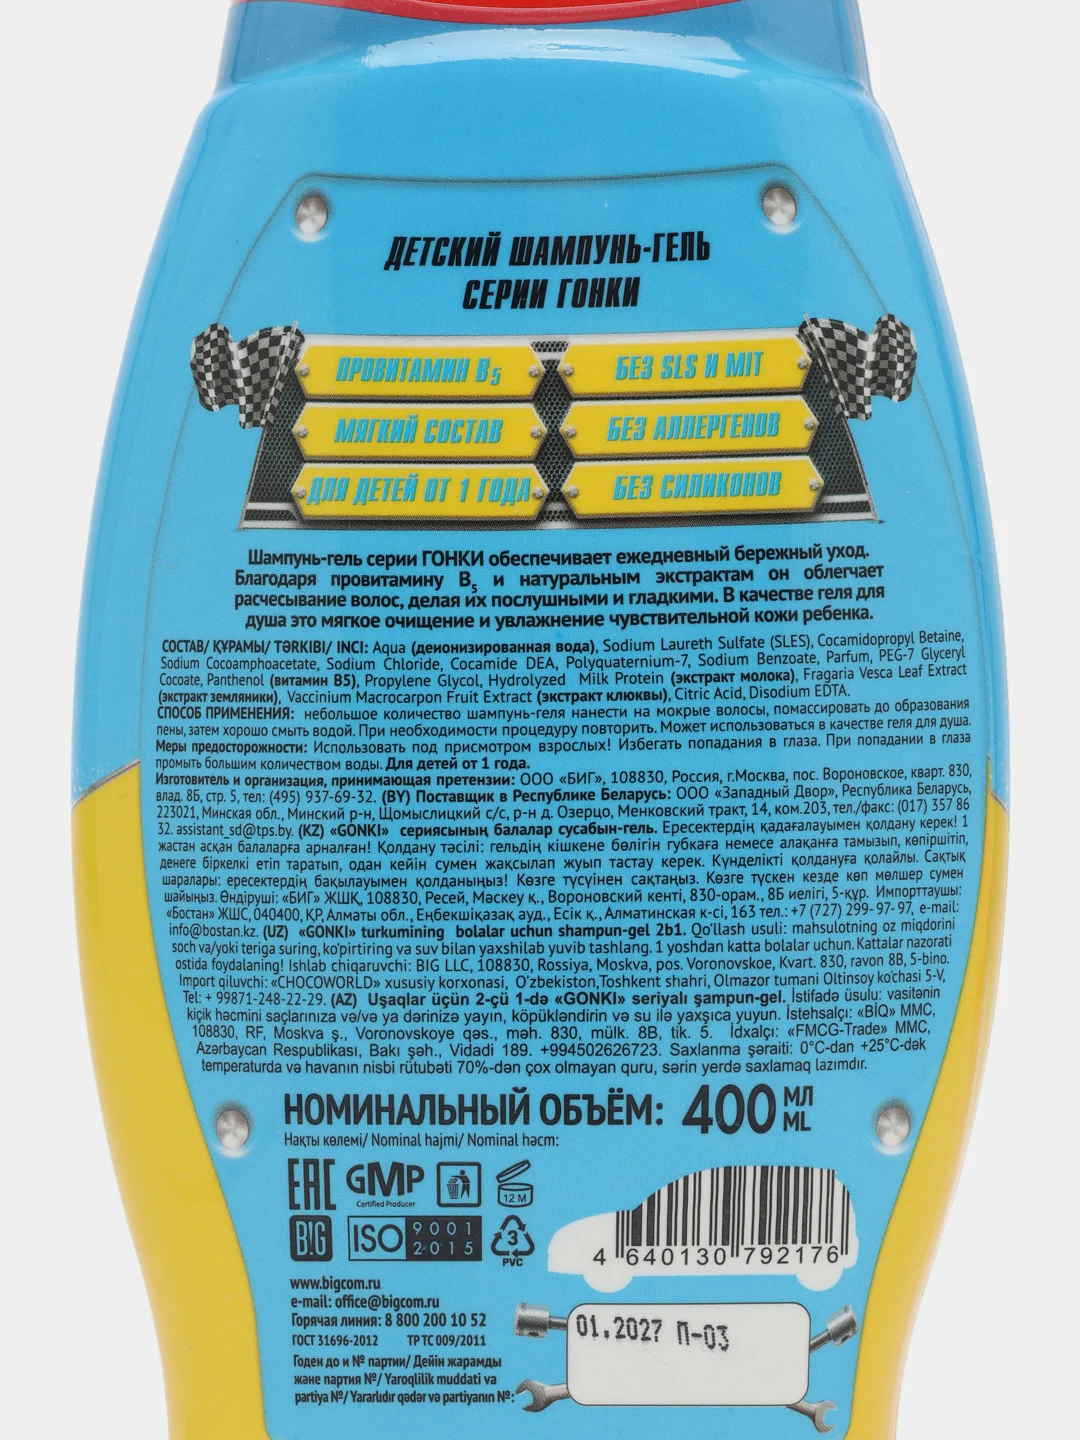 ДЕТСКИЙ ШАМПУНЬ-ГЕЛЬ
СЕРИИ ГОНКИ
ПРОВИТАМИН B5
БЕЗ SLS И MIT
МЯГКИЙ СОСТАВ
БЕЗ АЛЛЕРГЕНОВ
ДЛЯ ДЕТЕЙ ОТ 1 ГОДА
БЕЗ СИЛИКОНОВ
Шампунь-гель серии ГОНКИ обеспечивает ежедневный бережный уход.
Благодаря провитамину B5 и натуральным экстрактам он облегчает
расчесывание волос, делая их послушными и гладкими. В качестве геля для
душа это мягкое очищение и увлажнение чувствительной кожи ребенка.
СОСТАВ/ ҚҰРАМЫ/ TƏRKIBI/ INCI: Aqua (деионизированная вода), Sodium Laureth Sulfate (SLES), Cocamidopropyl Betaine,
Sodium Cocoamphoacetate, Sodium Chloride, Cocamide DEA, Polyquaternium-7, Sodium Benzoate, Parfum, PEG-7 Glyceryl
Cocoate, Panthenol (витамин B5), Propylene Glycol, Hydrolyzed Milk Protein (экстракт молока), Fragaria Vesca Leaf Extract
(экстракт земляники), Vaccinium Macrocarpon Fruit Extract (экстракт клюквы), Citric Acid, Disodium EDTA.
СПОСОБ ПРИМЕНЕНИЯ: небольшое количество шампунь-геля нанести на мокрые волосы, помассировать до образования
пены, затем хорошо смыть водой. При необходимости процедуру повторить. Может использоваться в качестве геля для душа.
Меры предосторожности: Использовать под присмотром взрослых! Избегать попадания в глаза. При попадании в глаза
промыть большим количеством воды. Для детей от 1 года.
Изготовитель и организация, принимающая претензии: ООО «БИГ», 108830, Россия, г.Москва, пос. Вороновское, кварт. 830,
влад. 8Б, стр. 5, тел: (495) 937-69-32. (BY) Поставщик в Республике Беларусь: ООО «Западный Двор», Республика Беларусь,
223021, Минская обл., Минский р-н, Щомыслицкий с/с, р-н д. Озерцо, Менковский тракт, 14, ком.203, тел./факс: (017) 357 86
32. assistant_sd@tps.by. (KZ) «GONKI» сериясының балалар сусабын-гель. Ересектердің қадағалауымен қолдану керек! 1
жастан асқан балаларға арналған! Қолдану тәсілі: гельдің кішкене бөлігін губкаға немесе алақанға тамызып, көпіршітіп,
денеге біркелкі етіп таратып, одан кейін сумен жақсылап жуып тастау керек. Күнделікті қолдануға қолайлы. Сақтық
шаралары: ересектердің бақылауымен қолданыңыз! Көзге түсуінен сақтаңыз. Көзге түскен кезде көп мөлшер сумен
шайыңыз. Өндіруші: «БИГ» ЖШҚ, 108830, Ресей, Маскеу қ., Вороновский кенті, 830-орам., 8Б иелігі, 5-құр. Импорттаушы:
«Бостан» ЖШС, 040400, ҚР, Алматы обл., Еңбекшіқазақ ауд., Есік қ., Алматинская к-сі, 163 тел.: +7 (727) 299- 97- 97, e-mail:
info@bostan.kz. (UZ) «GONKI» turkumining bolalar uchun shampun-gel 2b1. Qo'llash usuli: mahsulotning oz miqdorini
soch va/yoki teriga suring, ko'pirtiring va suv bilan yaxshilab yuvib tashlang. 1 yoshdan katta bolalar uchun. Kattalar nazorati
ostida foydalaning! Ishlab chiqaruvchi: BIG LLC, 108830, Rossiya, Moskva, pos. Voronovskoe, Kvart. 830, ravon 8B, 5-bino.
Import qiluvchi: «CHOCOWORLD» xususiy korxonasi, O'zbekiston,Toshkent shahri, Olmazor tumani Oltinsoy ko'chasi 5-V,
Tel: + 99871-248-22-29. (AZ) Uşaqlar üçün 2-çü 1-də «GONKI» seriyalı şampun-gel. İstifadə üsulu: vasitənin
kiçik həcmini saçlarınıza və/və ya dərinizə yayın, köpükləndirin və su ilə yaxşıca yuyun. İstehsalçı: «BİQ» MMC,
108830, RF, Moskva ş., Voronovskoye qəs., məh. 830, mülk. 8B, tik. 5. İdxalçı: «FMCG-Trade» MMC,
Azərbaycan Respublikası, Bakı şəh., Vidadi 189. +994502626723. Saxlanma şəraiti: 0°C-dan +25°C-dək
temperaturda və havanın nisbi rütubəti 70%-dən çox olmayan quru, sərin yerdə saxlamaq lazımdır.
НОМИНАЛЬНЫЙ ОБЪЁМ: 400 МЛ
ML
Нақты көлемі/ Nominal hajmi/ Nominal həcm:
EAC GMP 12 M
Certified Producer
B!G ISO 9001
2015
3
PVC
4 640130 792176
www.bigcom.ru
e-mail: office@bigcom.ru
Горячая линия: 8 800 200 10 52
ГОСТ 31696-2012 ТР ТС 009/2011
01.2027 П-03
Годен до и № партии/ Дейін жарамды
және партия №/ Yaroqlilik muddati va
partiya №/ Yararlıdır qədər və partiyanın №: